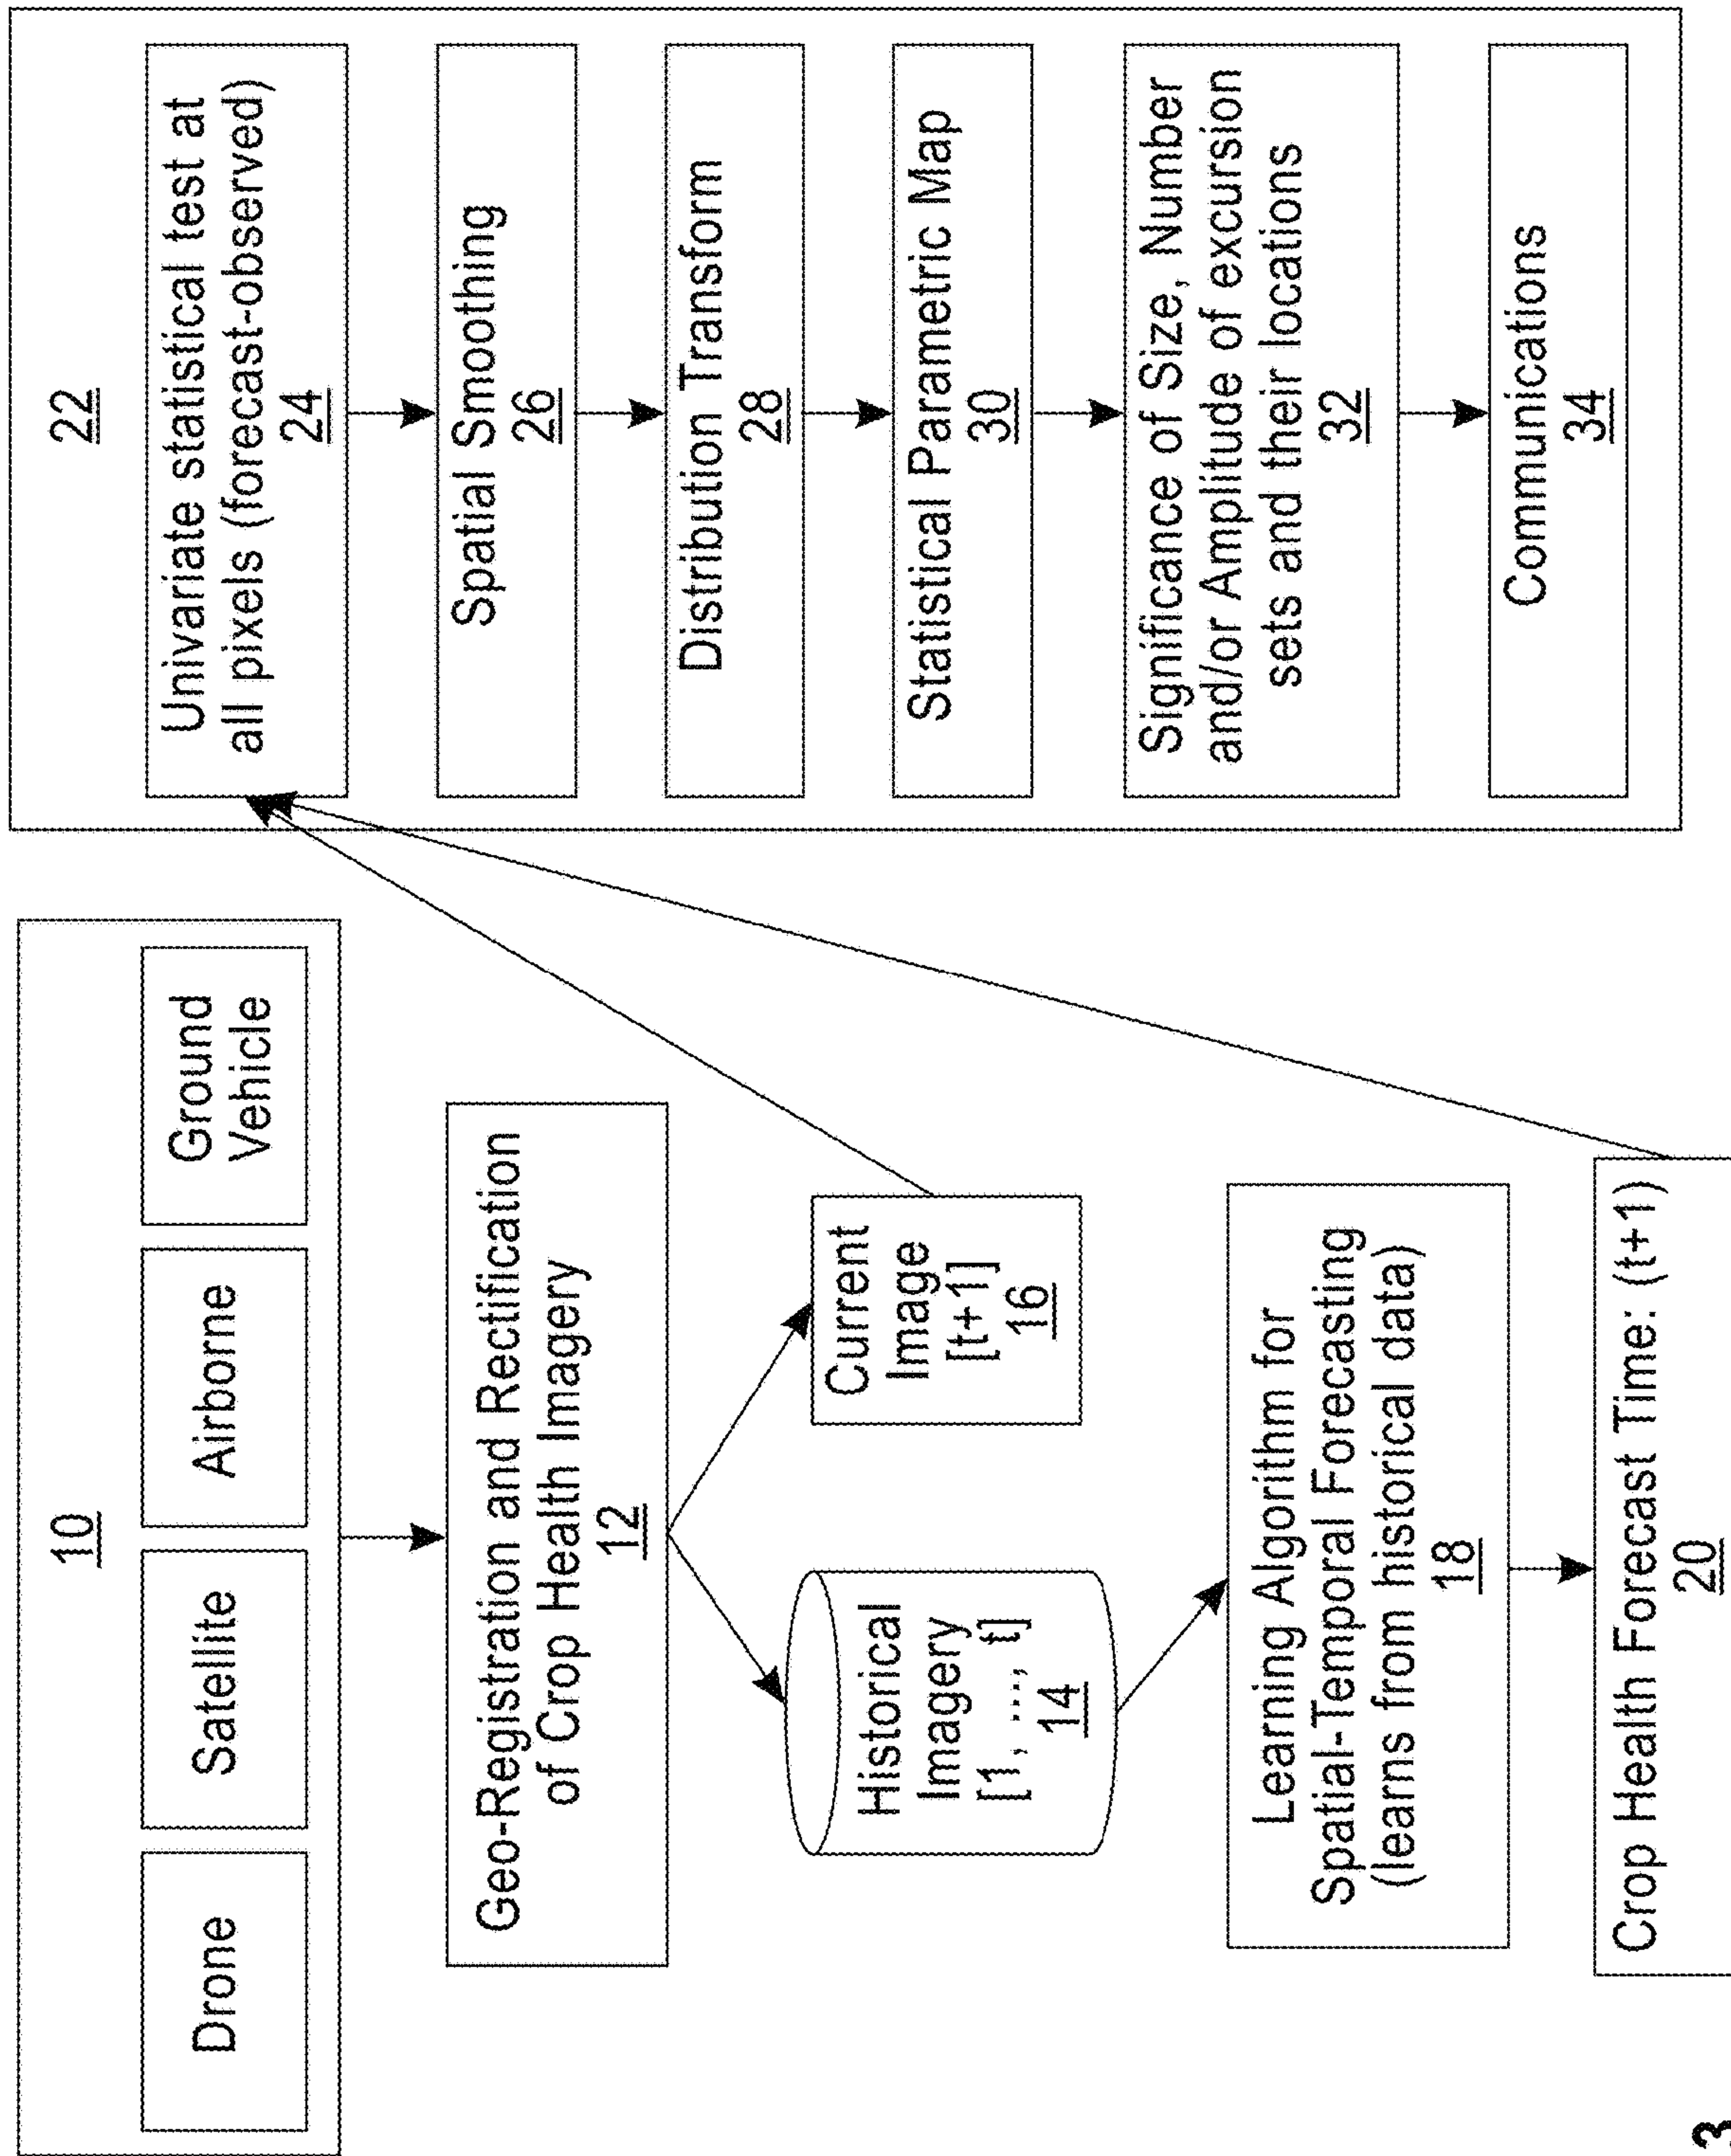 10
Drone
Satellite
Airborne
Ground
Vehicle
Geo-Registration and Rectification
of Crop Health Imagery
12
Historical
Imagery
[1, ..., t]
14
Current
Image
[t+1]
16
Learning Algorithm for
Spatial-Temporal Forecasting
(learns from historical data)
18
Crop Health Forecast Time: (t+1)
20
22
Univariate statistical test at
all pixels (forecast-observed)
24
Spatial Smoothing
26
Distribution Transform
28
Statistical Parametric Map
30
Significance of Size, Number
and/or Amplitude of excursion
sets and their locations
32
Communications
34
3